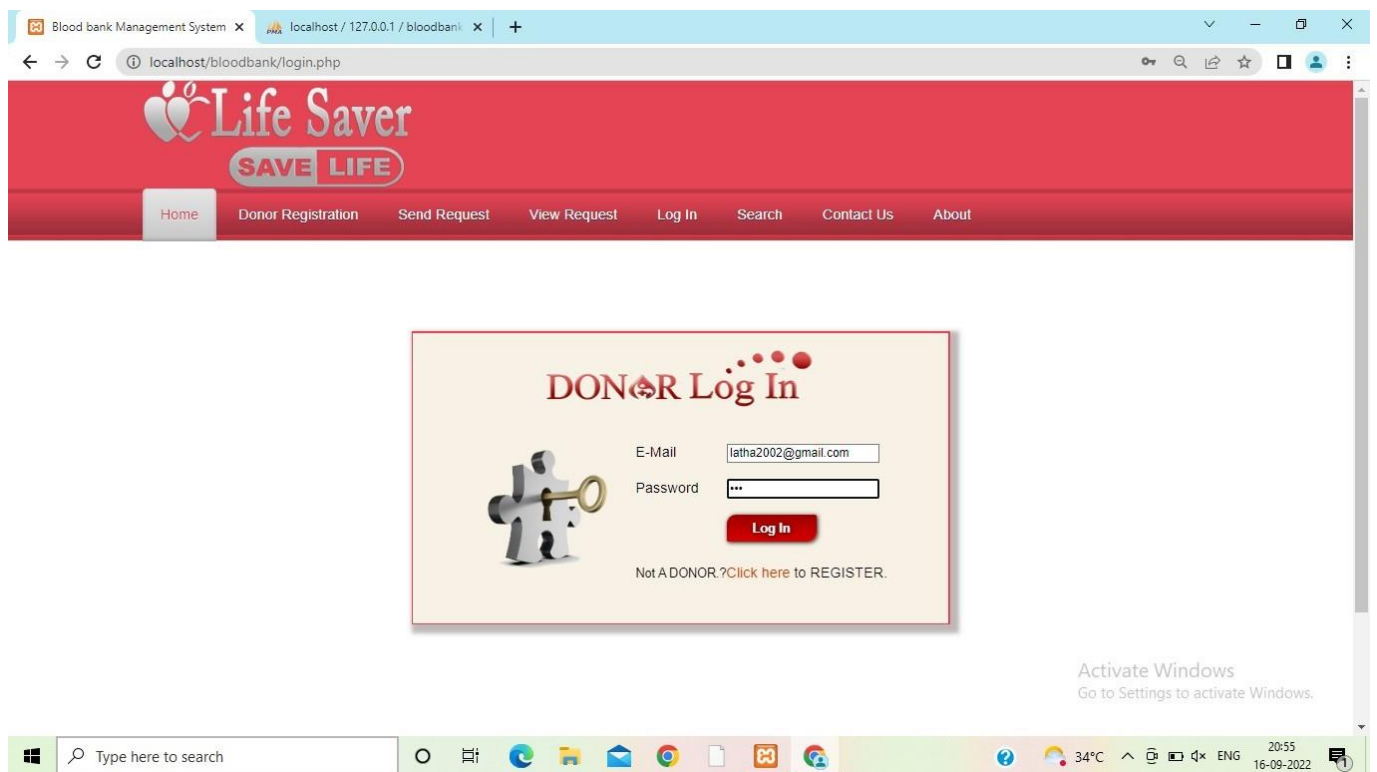 Blood bank Management System
localhost / 127.0.0.1 / bloodbank
localhost/bloodbank/login.php
Life Saver
SAVE LIFE
Home Donor Registration Send Request View Request Log In Search Contact Us About
DONOR Log In
E-Mail latha2002@gmail.com
Password •••
Log In
Not A DONOR.?Click here to REGISTER.
Activate Windows
Go to Settings to activate Windows.
Type here to search
34°C ENG 20:55
16-09-2022
1